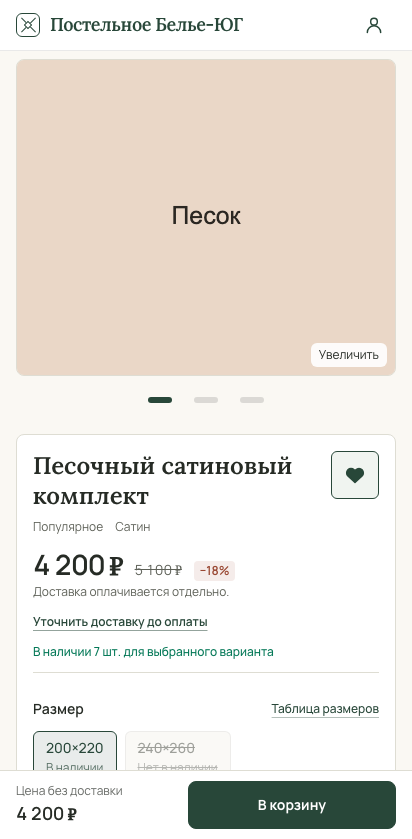 Постельное Белье-ЮГ
Песок
Увеличить
Песочный сатиновый
комплект
Популярное Сатин
4 200 ₽ 5 100 ₽ −18%
Доставка оплачивается отдельно.
Уточнить доставку до оплаты
В наличии 7 шт. для выбранного варианта
Размер Таблица размеров
200×220 240×260
В наличии Нет в наличии
Цена без доставки
4 200 ₽
В корзину